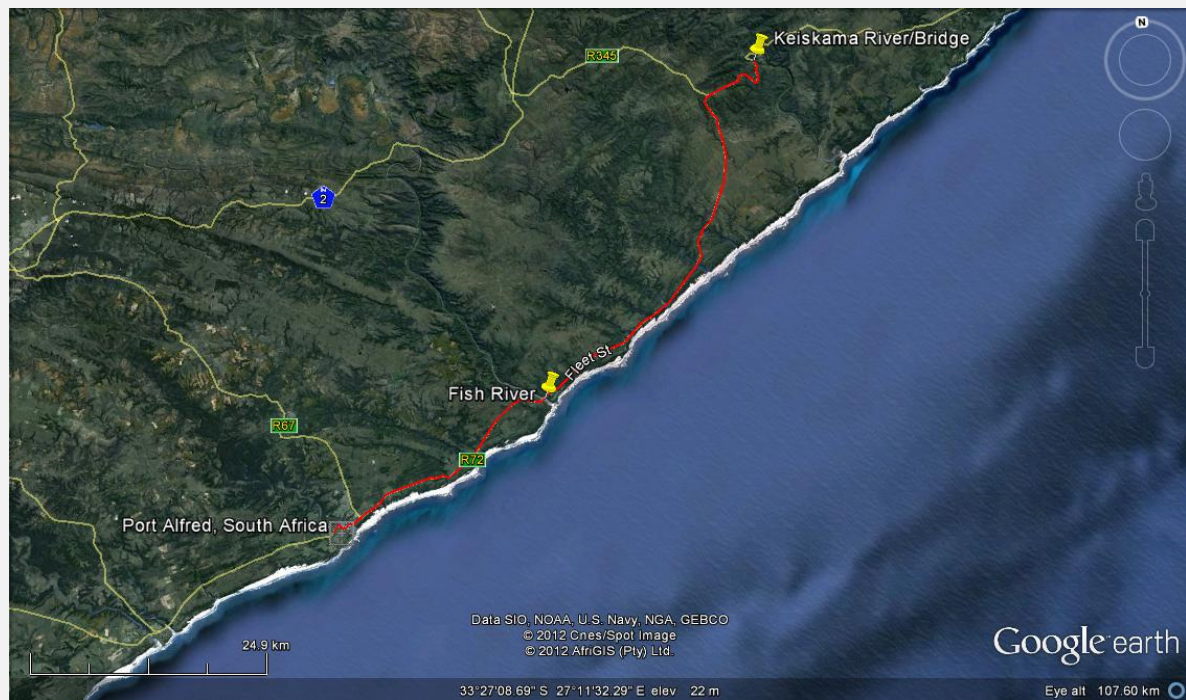 N
Keiskama River/Bridge
R345
N
2
Fleet St
Fish River
R67
R72
Port Alfred, South Africa
Data SIO, NOAA, U.S. Navy, NGA, GEBCO
© 2012 Cnes/Spot Image
© 2012 AfriGIS (Pty) Ltd.
24.9 km
Google earth
33°27'08.69" S 27°11'32.29" E elev 22 m
Eye alt 107.60 km